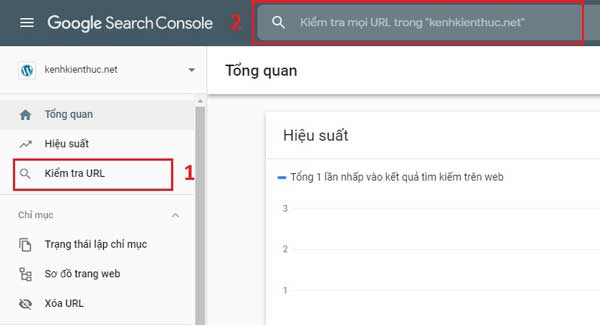 Google Search Console
2
Kiểm tra mọi URL trong "kenhkienthuc.net"
kenhkienthuc.net
Tổng quan
Tổng quan
Hiệu suất
Kiểm tra URL
1
Chỉ mục
Trạng thái lập chỉ mục
Sơ đồ trang web
Xóa URL
Hiệu suất
Tổng 1 lần nhấp vào kết quả tìm kiếm trên web
3
2
1